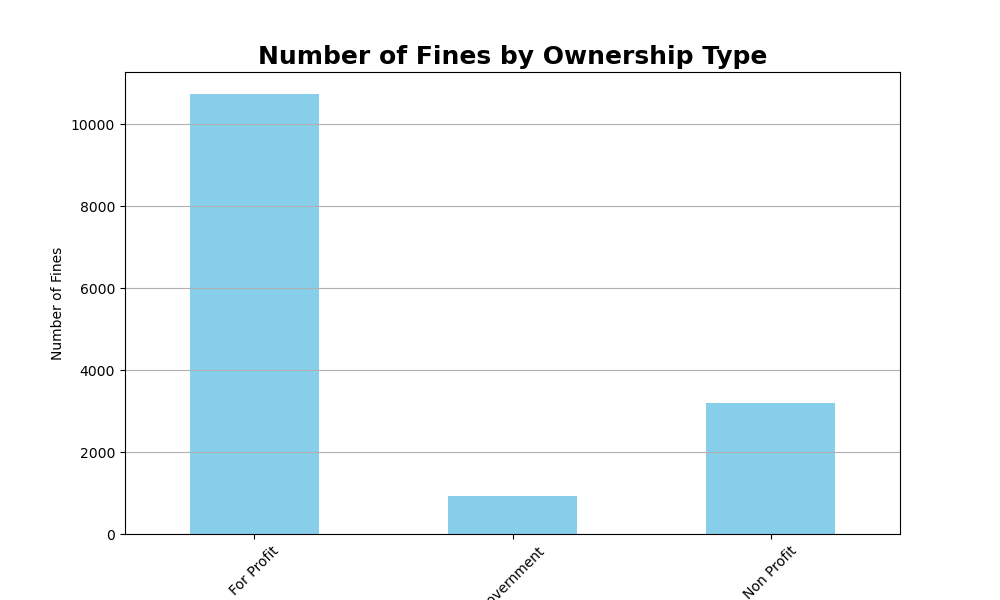 Number of Fines by Ownership Type
Number of Fines
10000
8000
6000
4000
2000
0
For Profit
overnment
Non Profit